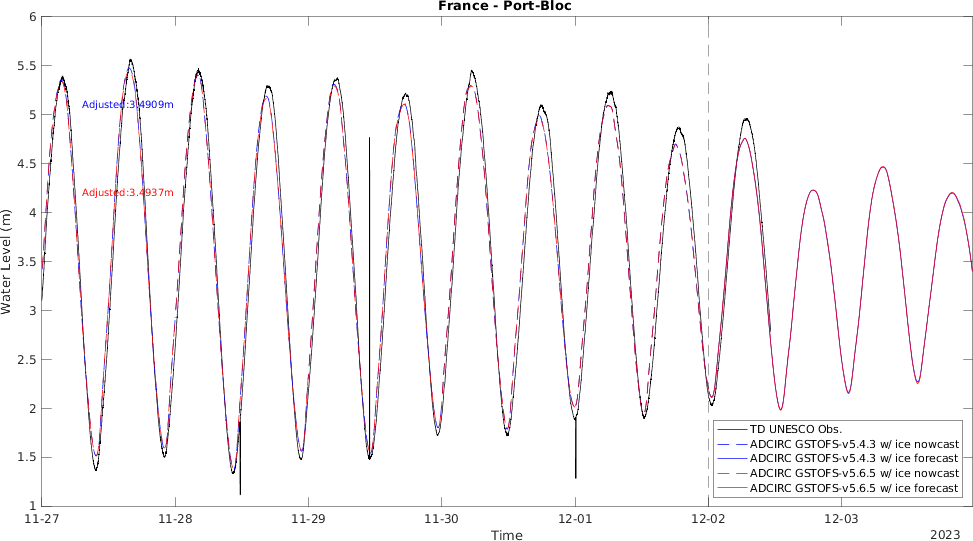 France - Port-Bloc
6
5.5
5
4.5
4
3.5
3
2.5
2
1.5
1
Water Level (m)
Adjusted:3.4909m
Adjusted:3.4937m
TD UNESCO Obs.
ADCIRC GSTOFS-v5.4.3 w/ ice nowcast
ADCIRC GSTOFS-v5.4.3 w/ ice forecast
ADCIRC GSTOFS-v5.6.5 w/ ice nowcast
ADCIRC GSTOFS-v5.6.5 w/ ice forecast
11-27 11-28 11-29 11-30 12-01 12-02 12-03
Time
2023